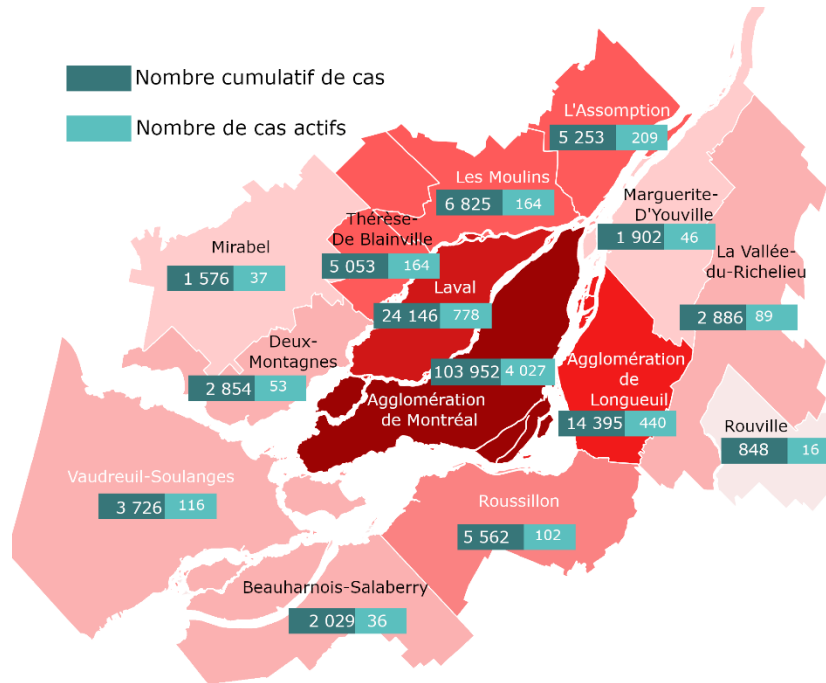 Nombre cumulatif de cas
Nombre de cas actifs
L'Assomption
5 253 209
Les Moulins
6 825 164
Marguerite-
D'Youville
1 902 46
Thérèse-
De Blainville
5 053 164
Mirabel
1 576 37
La Vallée-
du-Richelieu
2 886 89
Laval
24 146 778
Deux-
Montagnes
2 854 53
103 952 4 027
Agglomération
de Montréal
Agglomération
de
Longueuil
14 395 440
Rouville
848 16
Vaudreuil-Soulanges
3 726 116
Roussillon
5 562 102
Beauharnois-Salaberry
2 029 36